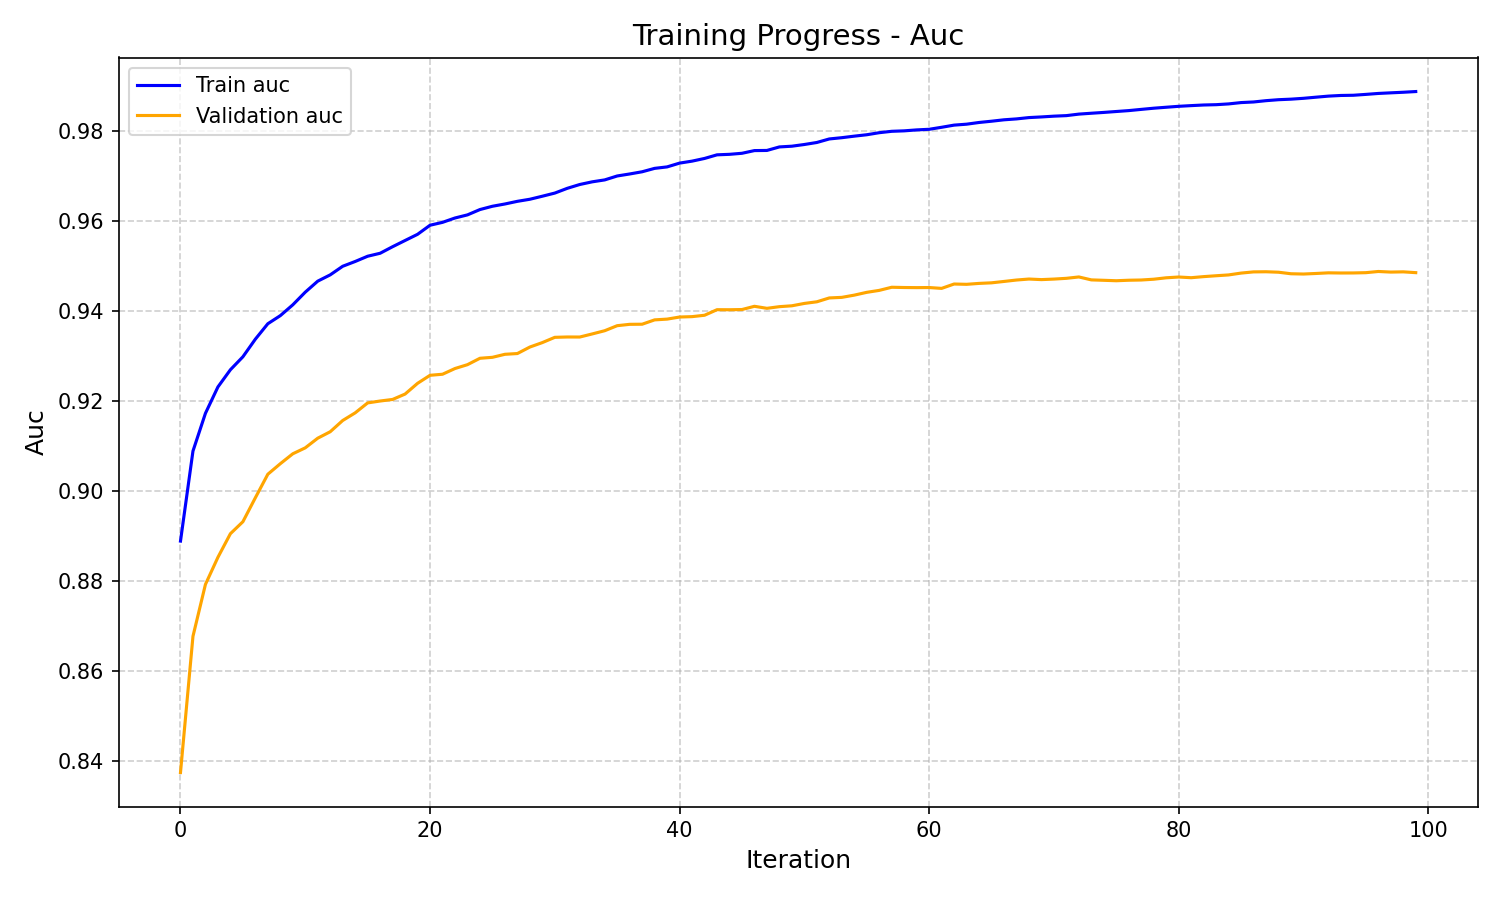 Training Progress - Auc
Train auc
Validation auc
Auc
0.98
0.96
0.94
0.92
0.90
0.88
0.86
0.84
0 20 40 60 80 100
Iteration